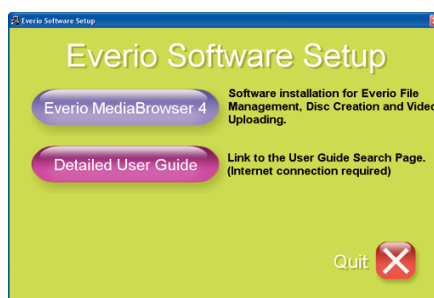 Everio Software Setup
Everio Software Setup
Everio MediaBrowser 4
Software installation for Everio File
Management, Disc Creation and Video
Uploading.
Detailed User Guide
Link to the User Guide Search Page.
(Internet connection required)
Quit